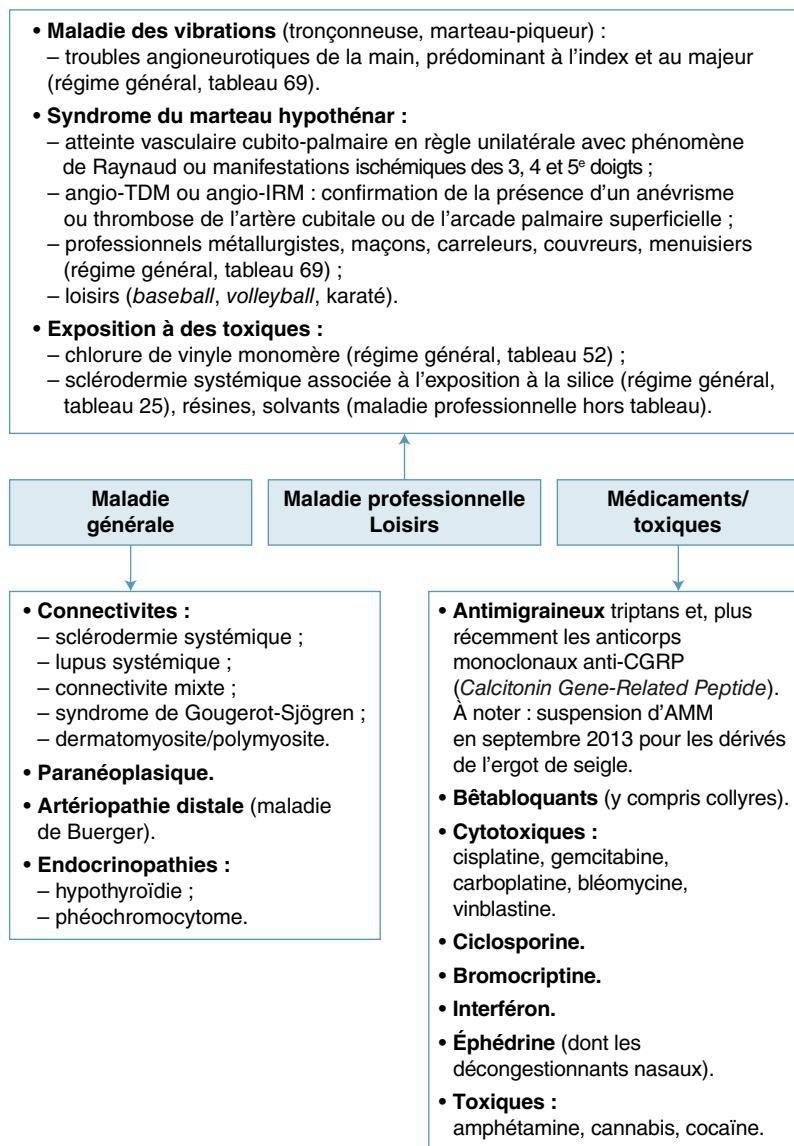 • Maladie des vibrations (tronçonneuse, marteau-piqueur) :
– troubles angioneurotiques de la main, prédominant à l'index et au majeur
(régime général, tableau 69).
• Syndrome du marteau hypothénar :
– atteinte vasculaire cubito-palmaire en règle unilatérale avec phénomène
de Raynaud ou manifestations ischémiques des 3, 4 et 5e doigts ;
– angio-TDM ou angio-IRM : confirmation de la présence d'un anévrisme
ou thrombose de l'artère cubitale ou de l'arcade palmaire superficielle ;
– professionnels métallurgistes, maçons, carreleurs, couvreurs, menuisiers
(régime général, tableau 69) ;
– loisirs (baseball, volleyball, karaté).
• Exposition à des toxiques :
– chlorure de vinyle monomère (régime général, tableau 52) ;
– sclérodermie systémique associée à l'exposition à la silice (régime général,
tableau 25), résines, solvants (maladie professionnelle hors tableau).
Maladie
générale
Maladie professionnelle
Loisirs
Médicaments/
toxiques
• Connectivites :
– sclérodermie systémique ;
– lupus systémique ;
– connectivite mixte ;
– syndrome de Gougerot-Sjögren ;
– dermatomyosite/polymyosite.
• Paranéoplasique.
• Artériopathie distale (maladie
de Buerger).
• Endocrinopathies :
– hypothyroïdie ;
– phéochromocytome.
• Antimigraineux triptans et, plus
récemment les anticorps
monoclonaux anti-CGRP
(Calcitonin Gene-Related Peptide).
À noter : suspension d'AMM
en septembre 2013 pour les dérivés
de l'ergot de seigle.
• Bêtabloquants (y compris collyres).
• Cytotoxiques :
cisplatine, gemcitabine,
carboplatine, bléomycine,
vinblastine.
• Ciclosporine.
• Bromocriptine.
• Interféron.
• Éphédrine (dont les
décongestionnants nasaux).
• Toxiques :
amphétamine, cannabis, cocaïne.